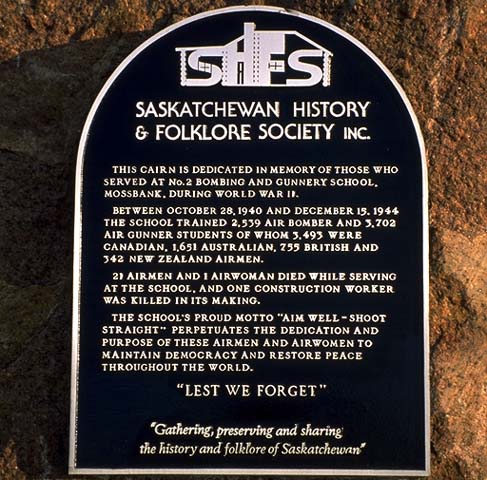 SHFS
SASKATCHEWAN HISTORY
& FOLKLORE SOCIETY INC.
THIS CAIRN IS DEDICATED IN MEMORY OF THOSE WHO
SERVED AT No.2 BOMBING AND GUNNERY SCHOOL,
MOSSBANK, DURING WORLD WAR II.
BETWEEN OCTOBER 28, 1940 AND DECEMBER 15, 1944
THE SCHOOL TRAINED 2,539 AIR BOMBER AND 3,702
AIR GUNNER STUDENTS OF WHOM 3,493 WERE
CANADIAN, 1,651 AUSTRALIAN, 755 BRITISH AND
342 NEW ZEALAND AIRMEN.
21 AIRMEN AND 1 AIRWOMAN DIED WHILE SERVING
AT THE SCHOOL, AND ONE CONSTRUCTION WORKER
WAS KILLED IN ITS MAKING.
THE SCHOOL'S PROUD MOTTO "AIM WELL-SHOOT
STRAIGHT" PERPETUATES THE DEDICATION AND
PURPOSE OF THESE AIRMEN AND AIRWOMEN TO
MAINTAIN DEMOCRACY AND RESTORE PEACE
THROUGHOUT THE WORLD.
"LEST WE FORGET"
"Gathering, preserving and sharing
the history and folklore of Saskatchewan"